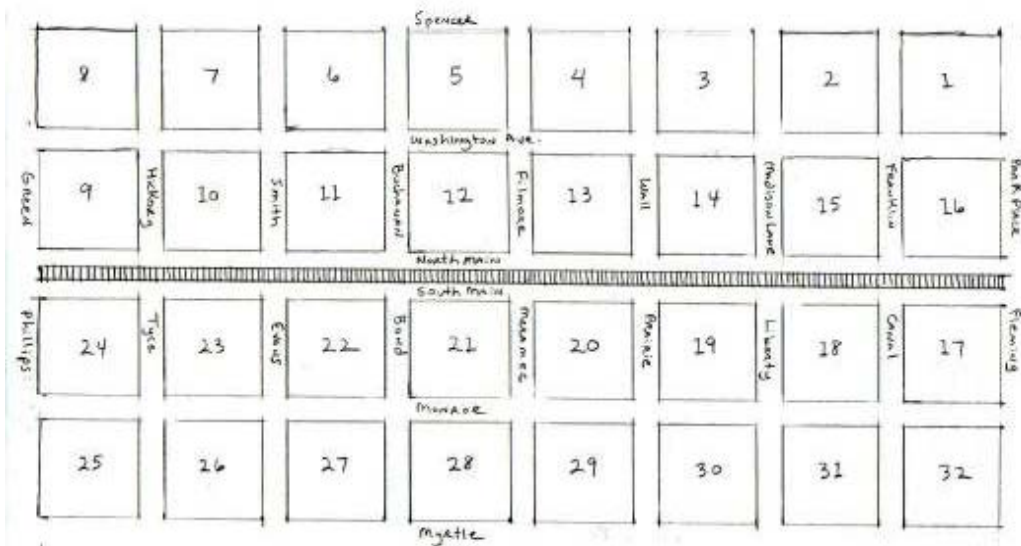 Spencer
8 7 6 5 4 3 2 1
Washington Ave.
9 10 11 12 13 14 15 16
Hickory
Smith
Buchanan
Filmore
Wall
Madison Lane
Franklin
Park Place
North Main
South Main
Phillips
Tyce
Evans
Bond
Meramec
Prairie
Liberty
Canal
Fleming
24 23 22 21 20 19 18 17
Monroe
25 26 27 28 29 30 31 32
Myrtle